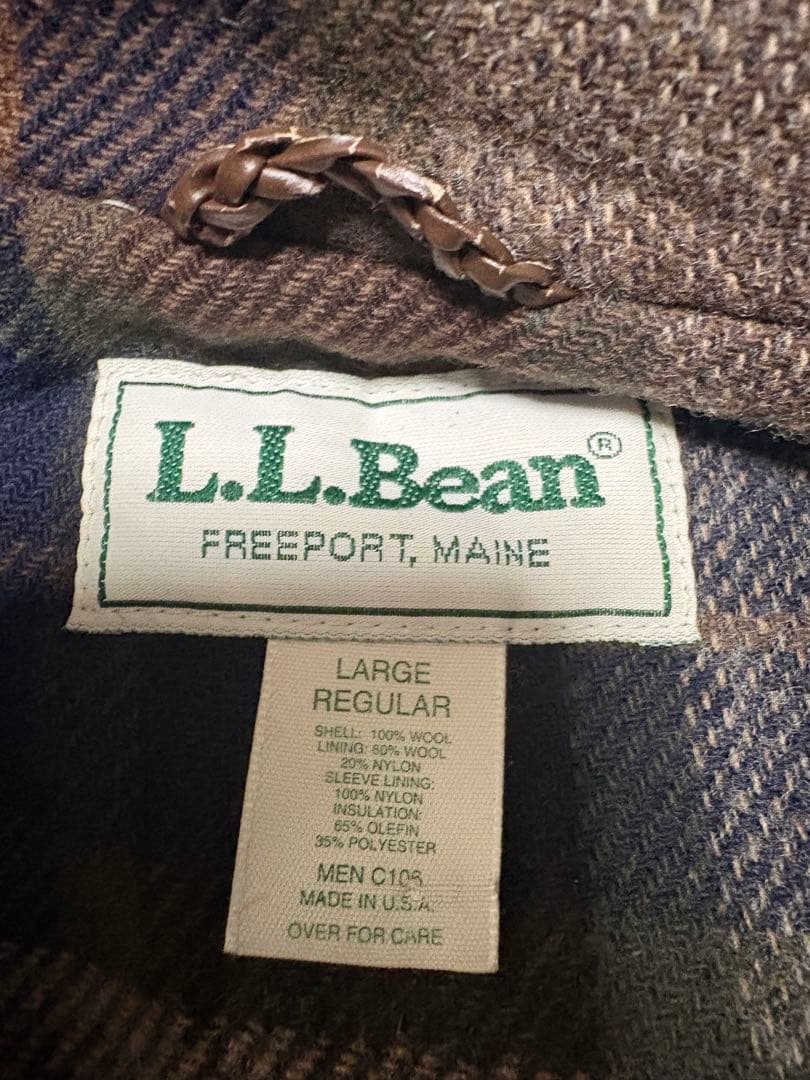 L.L.Bean®
FREEPORT, MAINE
LARGE
REGULAR
SHELL: 100% WOOL
LINING: 80% WOOL
20% NYLON
SLEEVE LINING:
100% NYLON
INSULATION:
65% OLEFIN
35% POLYESTER
MEN C106
MADE IN U.S.A.
OVER FOR CARE